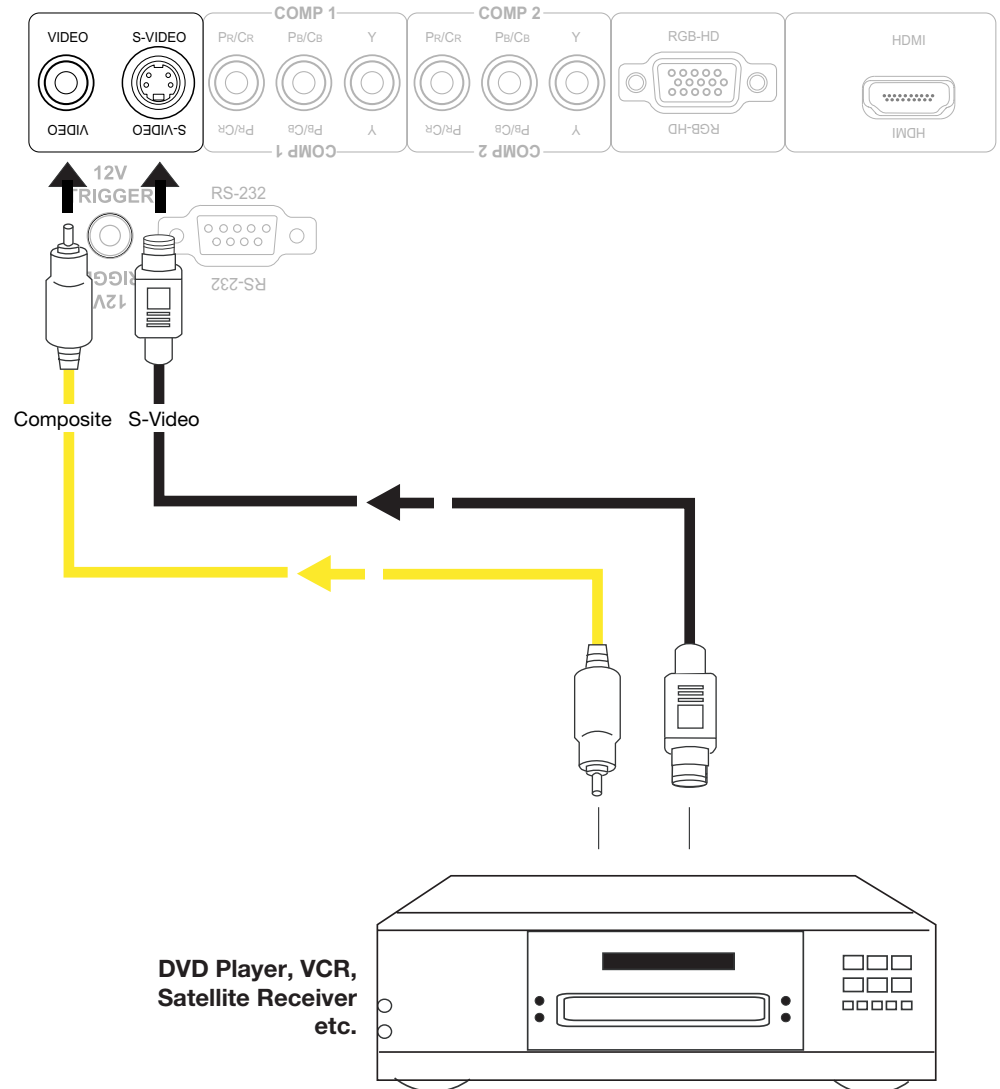 COMP 1
COMP 2
VIDEO
S-VIDEO
PR/CR
PB/CB
Y
PR/CR
PB/CB
Y
RGB-HD
HDMI
VIDEO
S-VIDEO
PR/CR
PB/CB
Y
PR/CR
PB/CB
Y
RGB-HD
HDMI
COMP 1
COMP 2
12V
TRIGGER
RS-232
RS-232
12V
Composite
S-Video
DVD Player, VCR,
Satellite Receiver
etc.